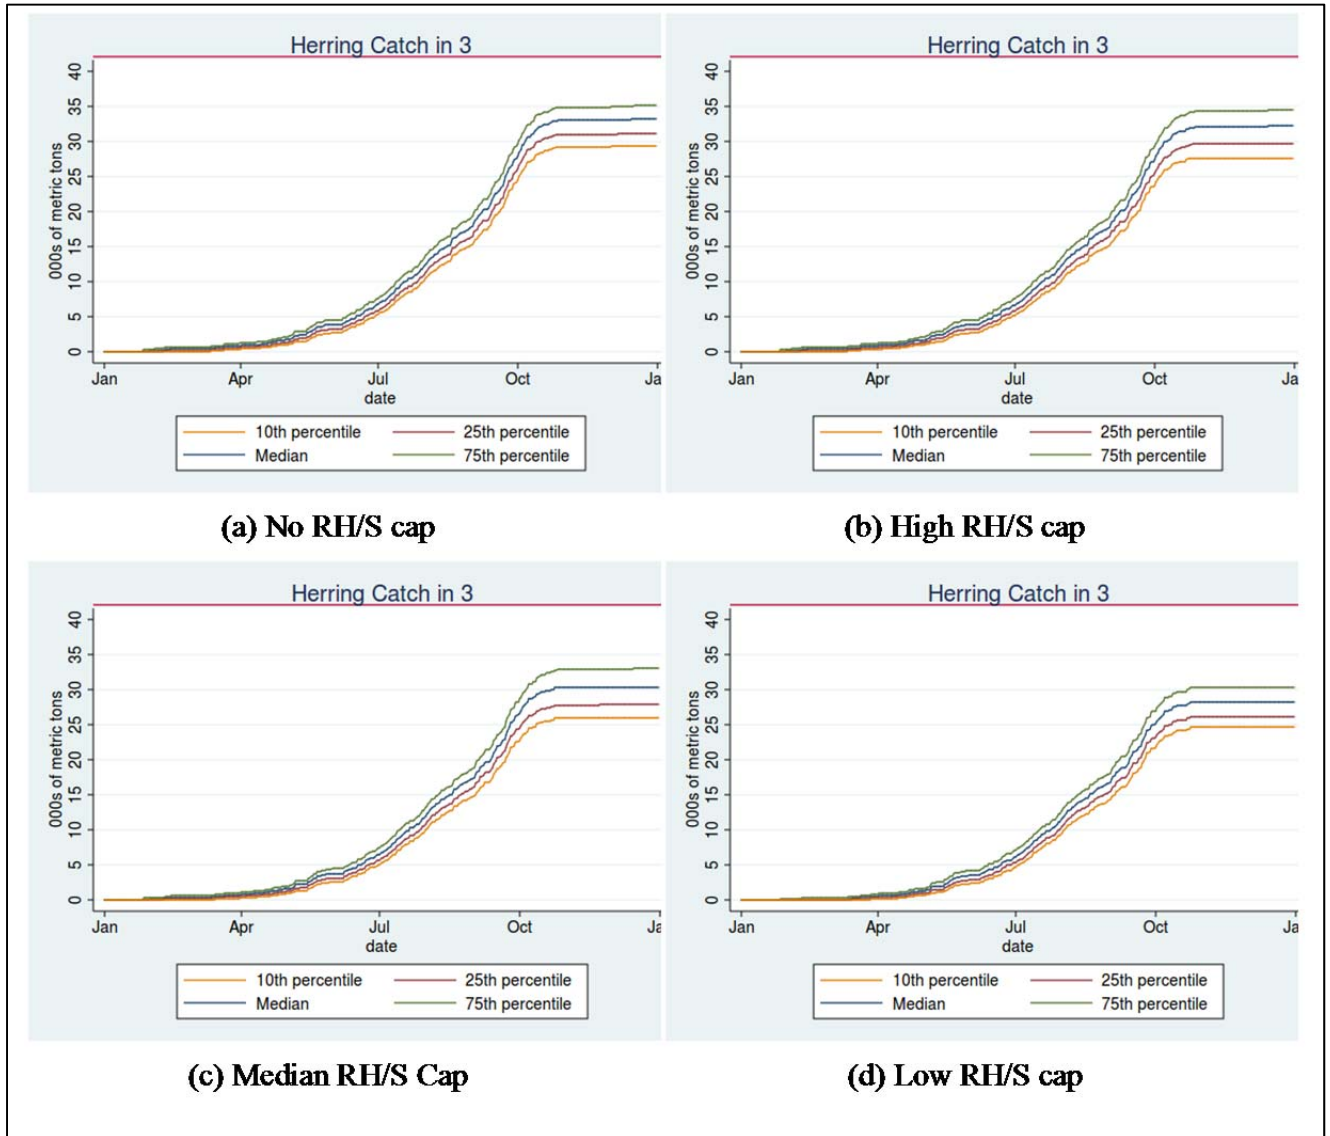 Herring Catch in 3
000s of metric tons
40
35
30
25
20
15
10
5
0
Jan Apr Jul Oct Ja
date
10th percentile 25th percentile
Median 75th percentile
(a) No RH/S cap
Herring Catch in 3
000s of metric tons
40
35
30
25
20
15
10
5
0
Jan Apr Jul Oct Ja
date
10th percentile 25th percentile
Median 75th percentile
(b) High RH/S cap
Herring Catch in 3
000s of metric tons
40
35
30
25
20
15
10
5
0
Jan Apr Jul Oct Ja
date
10th percentile 25th percentile
Median 75th percentile
(c) Median RH/S Cap
Herring Catch in 3
000s of metric tons
40
35
30
25
20
15
10
5
0
Jan Apr Jul Oct Ja
date
10th percentile 25th percentile
Median 75th percentile
(d) Low RH/S cap